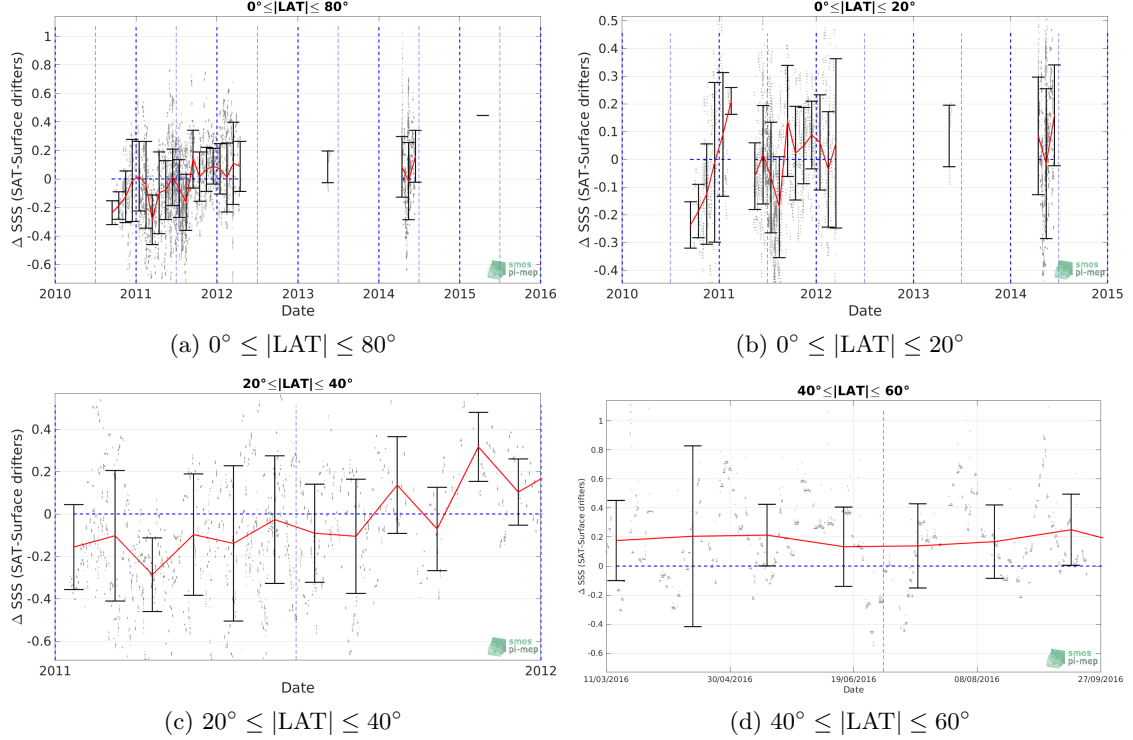 0°≤|LAT|≤ 80°
Δ SSS (SAT-Surface drifters)
1
0.8
0.6
0.4
0.2
0
-0.2
-0.4
-0.6
2010 2011 2012 2013 2014 2015 2016
Date
smos
pi-mep
(a) 0° ≤ |LAT| ≤ 80°
0°≤|LAT|≤ 20°
Δ SSS (SAT-Surface drifters)
0.5
0.4
0.3
0.2
0.1
0
-0.1
-0.2
-0.3
-0.4
2010 2011 2012 2013 2014 2015
Date
smos
pi-mep
(b) 0° ≤ |LAT| ≤ 20°
20°≤|LAT|≤ 40°
Δ SSS (SAT-Surface drifters)
0.4
0.2
0
-0.2
-0.4
-0.6
2011 2012
Date
smos
pi-mep
(c) 20° ≤ |LAT| ≤ 40°
40°≤|LAT|≤ 60°
Δ SSS (SAT-Surface drifters)
1
0.8
0.6
0.4
0.2
0
-0.2
-0.4
-0.6
11/03/2016 30/04/2016 19/06/2016 08/08/2016 27/09/2016
Date
smos
pi-mep
(d) 40° ≤ |LAT| ≤ 60°